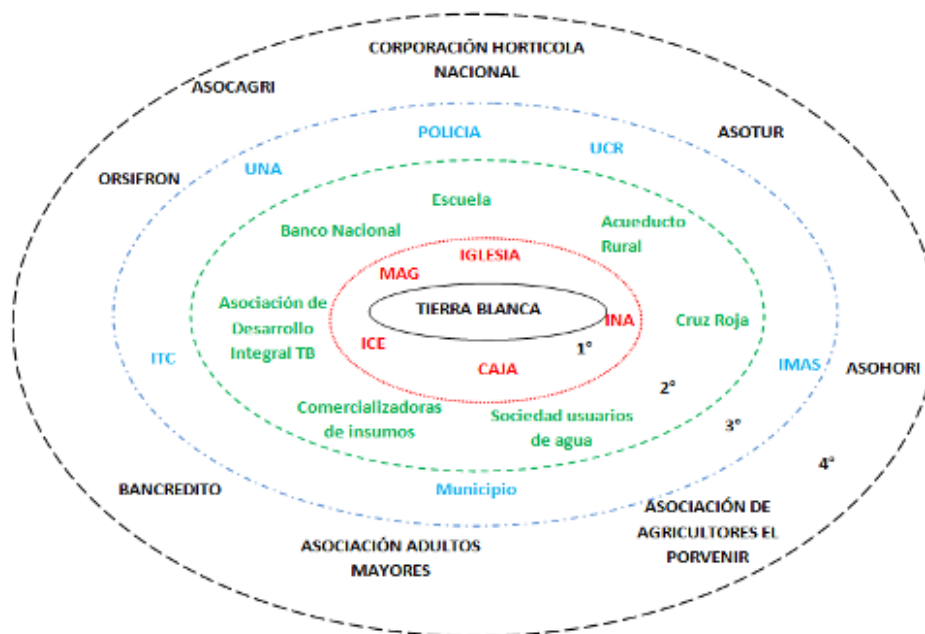 CORPORACIÓN HORTICOLA
NACIONAL
ASOCAGRI
ASOTUR
POLICIA
UCR
UNA
ORSIFRON
Escuela
Acueducto
Rural
Banco Nacional
IGLESIA
MAG
TIERRA BLANCA
Asociación de
Desarrollo
Integral TB
INA
Cruz Roja
ICE
1°
ITC
CAJA
IMAS
ASOHORI
2°
Comercializadoras
de insumos
Sociedad usuarios
de agua
3°
4°
BANCREDITO
Municipio
ASOCIACIÓN DE
AGRICULTORES EL
PORVENIR
ASOCIACIÓN ADULTOS
MAYORES